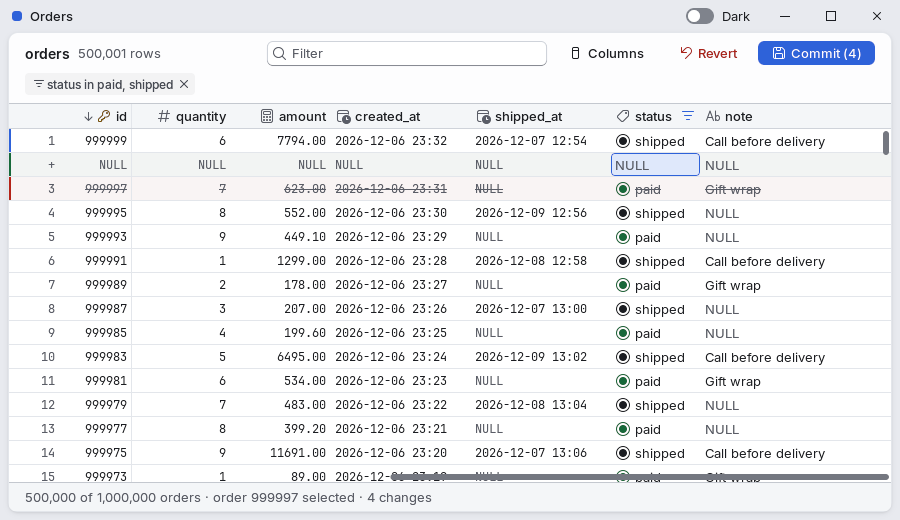 Orders
Dark
orders 500,001 rows
Filter
Columns
Revert
Commit (4)
status in paid, shipped
id quantity amount created_at shipped_at status Ab note
1 999999 6 7794.00 2026-12-06 23:32 2026-12-07 12:54 shipped Call before delivery
+ NULL NULL NULL NULL NULL NULL NULL
3 999997 7 623.00 2026-12-06 23:31 NULL paid Gift wrap
4 999995 8 552.00 2026-12-06 23:30 2026-12-09 12:56 shipped NULL
5 999993 9 449.10 2026-12-06 23:29 NULL paid NULL
6 999991 1 1299.00 2026-12-06 23:28 2026-12-08 12:58 shipped Call before delivery
7 999989 2 178.00 2026-12-06 23:27 NULL paid Gift wrap
8 999987 3 207.00 2026-12-06 23:26 2026-12-07 13:00 shipped NULL
9 999985 4 199.60 2026-12-06 23:25 NULL paid NULL
10 999983 5 6495.00 2026-12-06 23:24 2026-12-09 13:02 shipped Call before delivery
11 999981 6 534.00 2026-12-06 23:23 NULL paid Gift wrap
12 999979 7 483.00 2026-12-06 23:22 2026-12-08 13:04 shipped NULL
13 999977 8 399.20 2026-12-06 23:21 NULL paid NULL
14 999975 9 11691.00 2026-12-06 23:20 2026-12-07 13:06 shipped Call before delivery
15 999973 1 89.00
500,000 of 1,000,000 orders · order 999997 selected · 4 changes